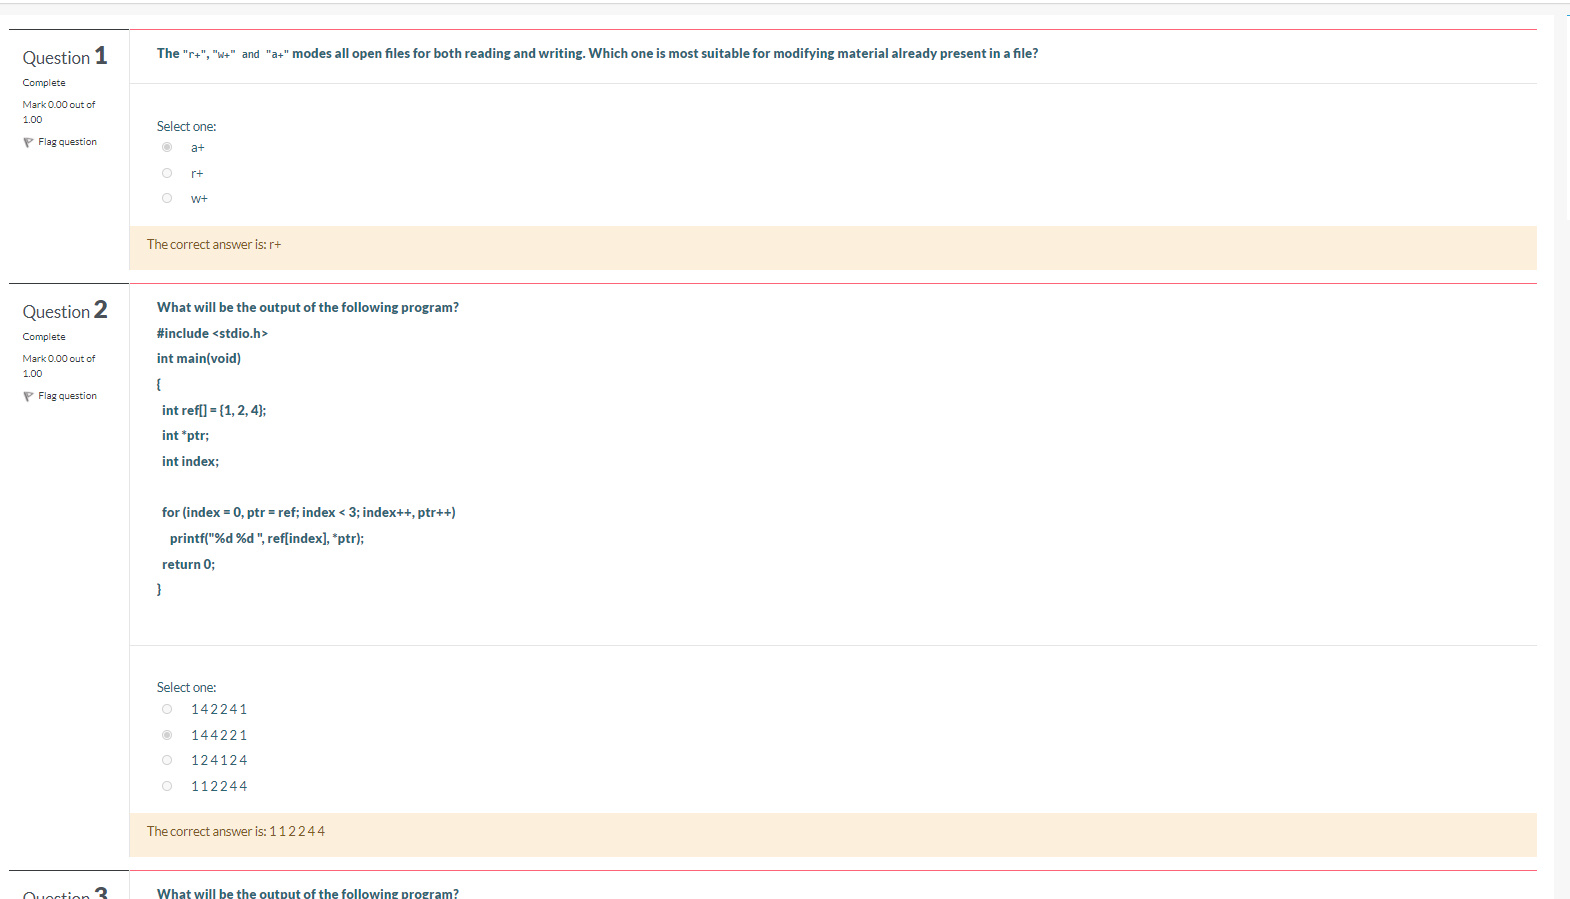 Question 1
Complete
Mark 0.00 out of
1.00
Flag question
The "r+", "w+" and "a+" modes all open files for both reading and writing. Which one is most suitable for modifying material already present in a file?
Select one:
a+
r+
w+
The correct answer is: r+
Question 2
Complete
Mark 0.00 out of
1.00
Flag question
What will be the output of the following program?
#include <stdio.h>
int main(void)
{
int ref[] = {1, 2, 4};
int *ptr;
int index;
for (index = 0, ptr = ref; index < 3; index++, ptr++)
printf("%d %d ", ref[index], *ptr);
return 0;
}
Select one:
1 4 2 2 4 1
1 4 4 2 2 1
1 2 4 1 2 4
1 1 2 2 4 4
The correct answer is: 1 1 2 2 4 4
Question 3
What will be the output of the following program?